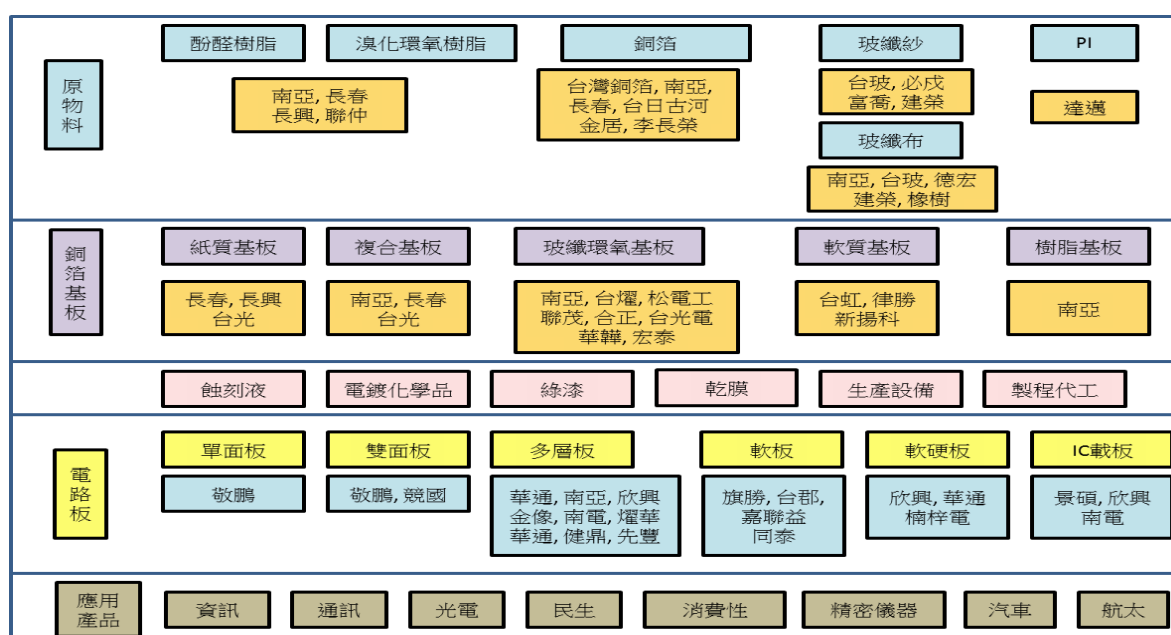 原
物
料
酚醛樹脂
溴化環氧樹脂
銅箔
玻纖紗
PI
南亞, 長春
長興, 聯仲
台灣銅箔, 南亞,
長春, 台日古河
金居, 李長榮
台玻, 必成
富喬, 建榮
達邁
玻纖布
南亞, 台玻, 德宏
建榮, 橡樹
銅
箔
基
板
紙質基板
複合基板
玻纖環氧基板
軟質基板
樹脂基板
長春, 長興
台光
南亞, 長春
台光
南亞, 台燿, 松電工
聯茂, 合正, 台光電
華韡, 宏泰
台虹, 律勝
新揚科
南亞
蝕刻液
電鍍化學品
綠漆
乾膜
生產設備
製程代工
電
路
板
單面板
雙面板
多層板
軟板
軟硬板
IC載板
敬鵬
敬鵬, 競國
華通, 南亞, 欣興
金像, 南電, 燿華
華通, 健鼎, 先豐
旗勝, 台郡,
嘉聯益
同泰
欣興, 華通
楠梓電
景碩, 欣興
南電
應用
產品
資訊
通訊
光電
民生
消費性
精密儀器
汽車
航太